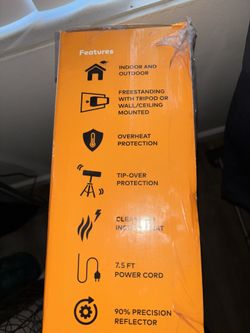 Features
INDOOR AND
OUTDOOR
FREESTANDING
WITH TRIPOD OR
WALL/CEILING
MOUNTED
OVERHEAT
PROTECTION
TIP-OVER
PROTECTION
7.5 FT
POWER CORD
90% PRECISION
REFLECTOR